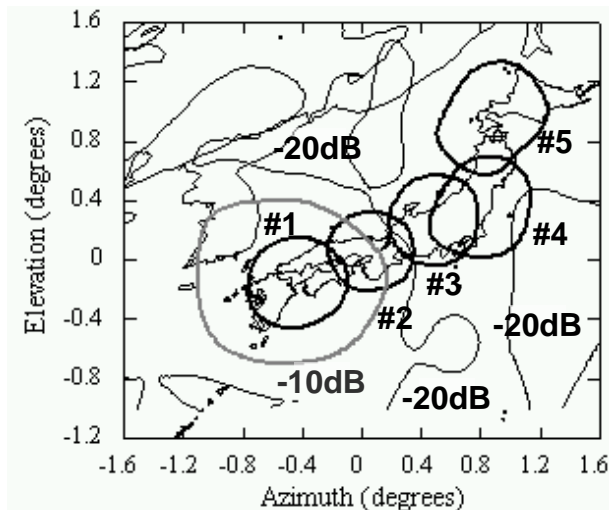 1.6
1.2
0.8
0.4
0
-0.4
-0.8
-1.2
Elevation (degrees)
-20dB
#5
#1
#4
#3
#2
-20dB
-10dB
-20dB
-1.6 -1.2 -0.8 -0.4 0 0.4 0.8 1.2 1.6
Azimuth (degrees)